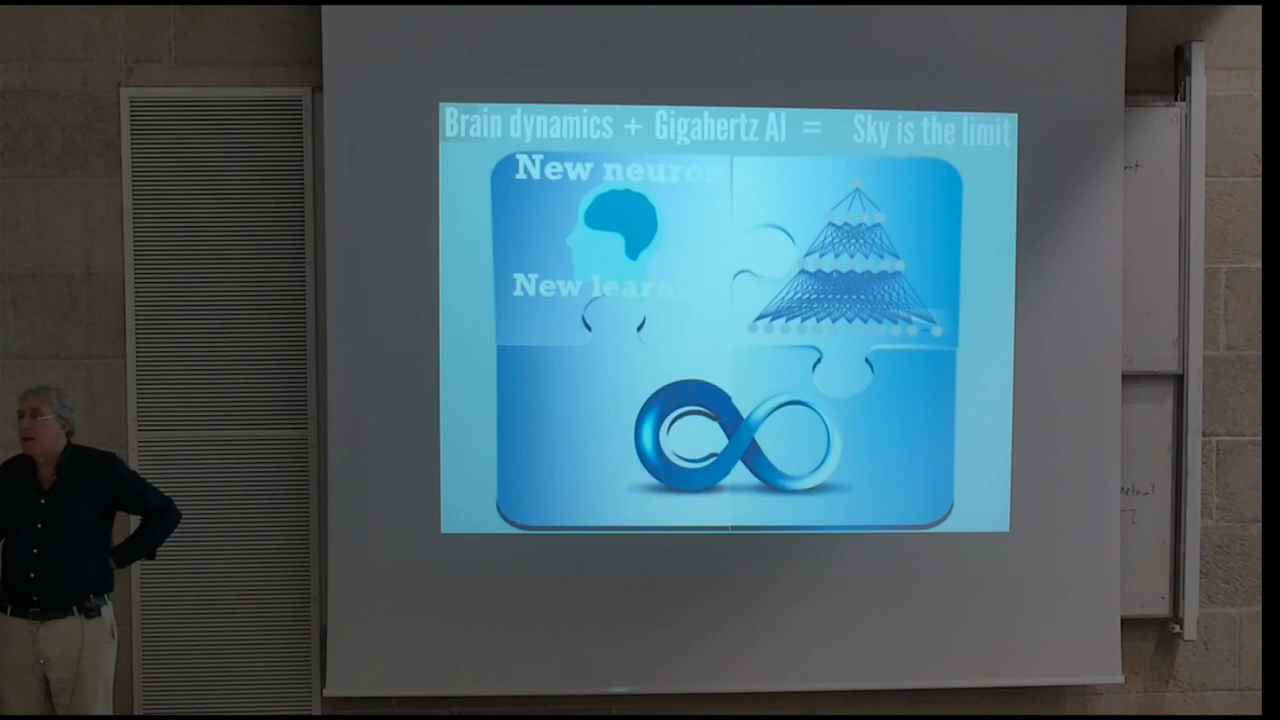 Brain dynamics + Gigahertz AI = Sky is the limit
New neuron
New learn